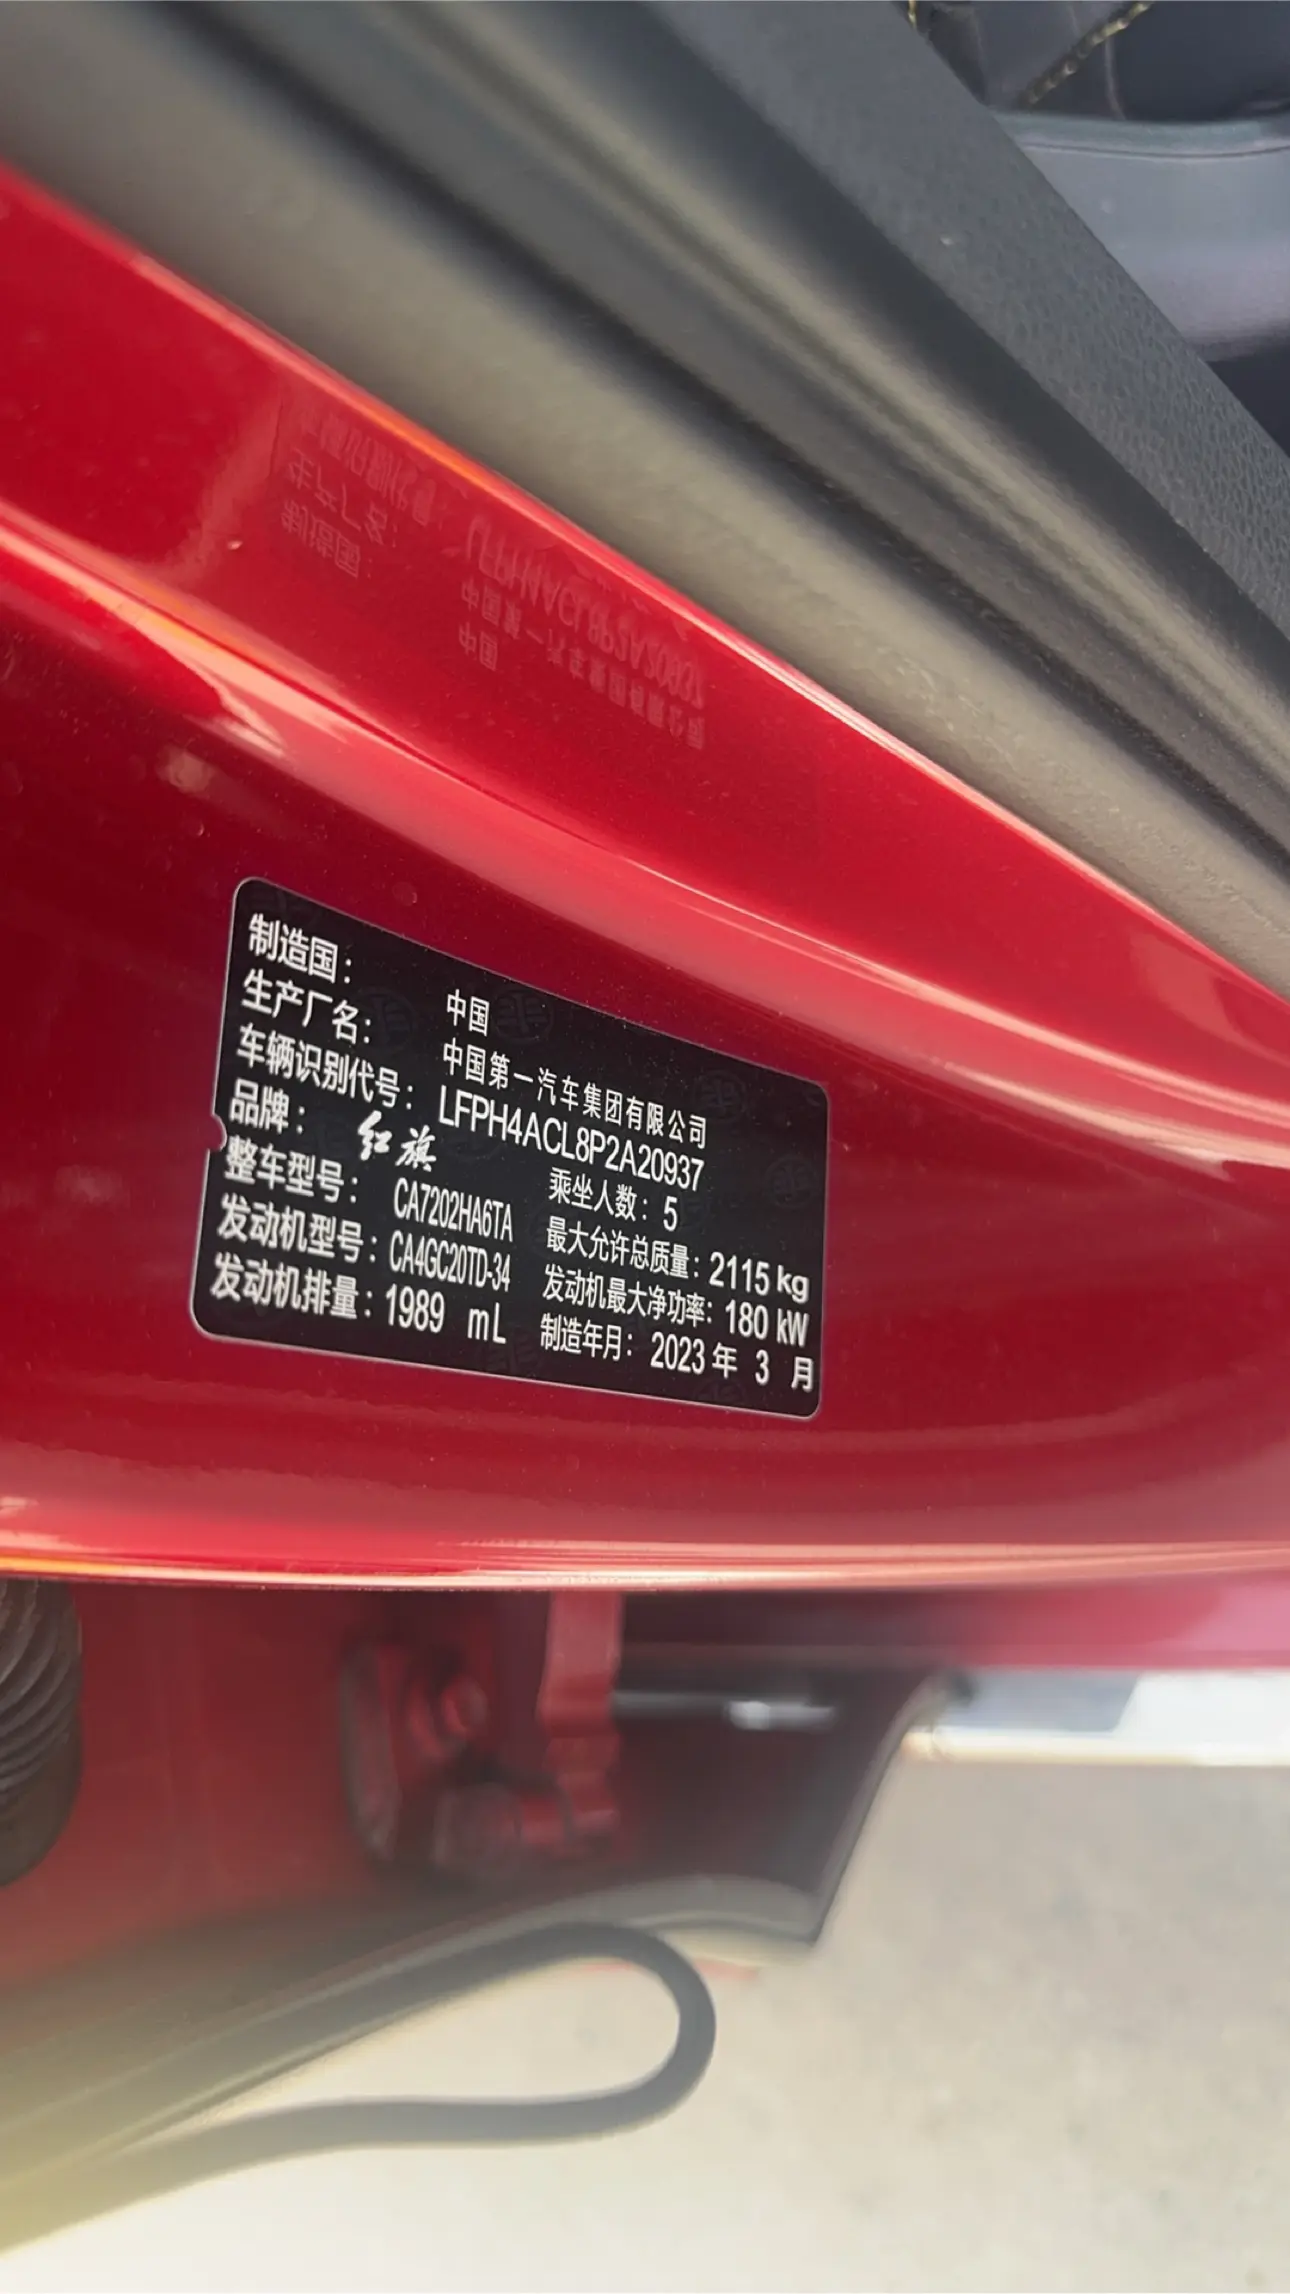 制造国： 中国
生产厂名： 中国第一汽车集团有限公司
车辆识别代号： LFPH4ACL8P2A20937
品牌： 红旗 乘坐人数：5
整车型号： CA7202HA6TA 最大允许总质量：2115 kg
发动机型号：CA4GC20TD-34 发动机最大净功率：180 kW
发动机排量：1989 mL 制造年月：2023 年 3 月